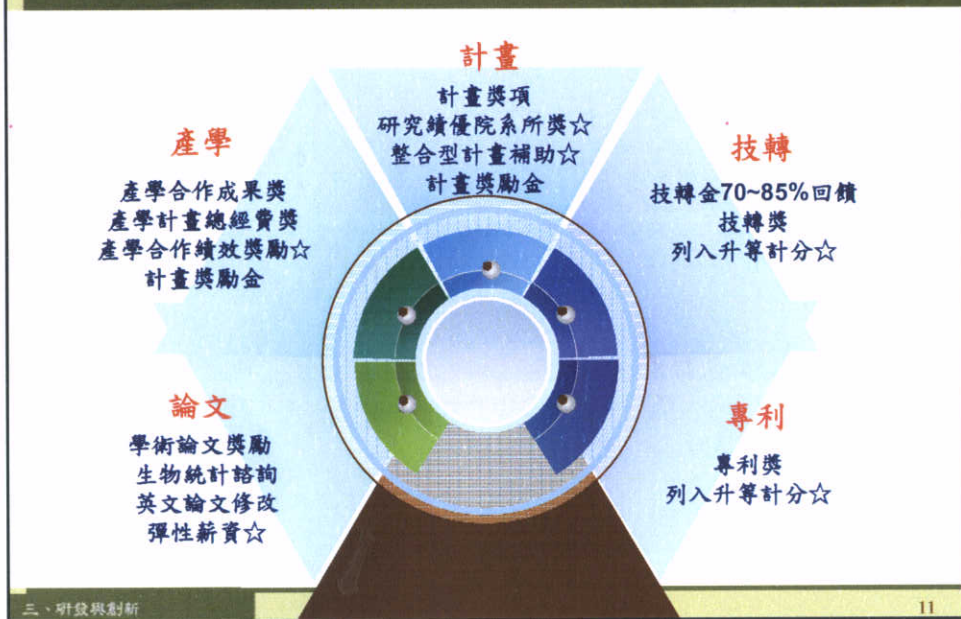 計畫
計畫獎項
研究績優院系所獎☆
整合型計畫補助☆
計畫獎勵金
產學
產學合作成果獎
產學計畫總經費獎
產學合作績效獎勵☆
計畫獎勵金
技轉
技轉金70~85%回饋
技轉獎
列入升等計分☆
論文
學術論文獎勵
生物統計諮詢
英文論文修改
彈性薪資☆
專利
專利獎
列入升等計分☆
三、研發與創新
11